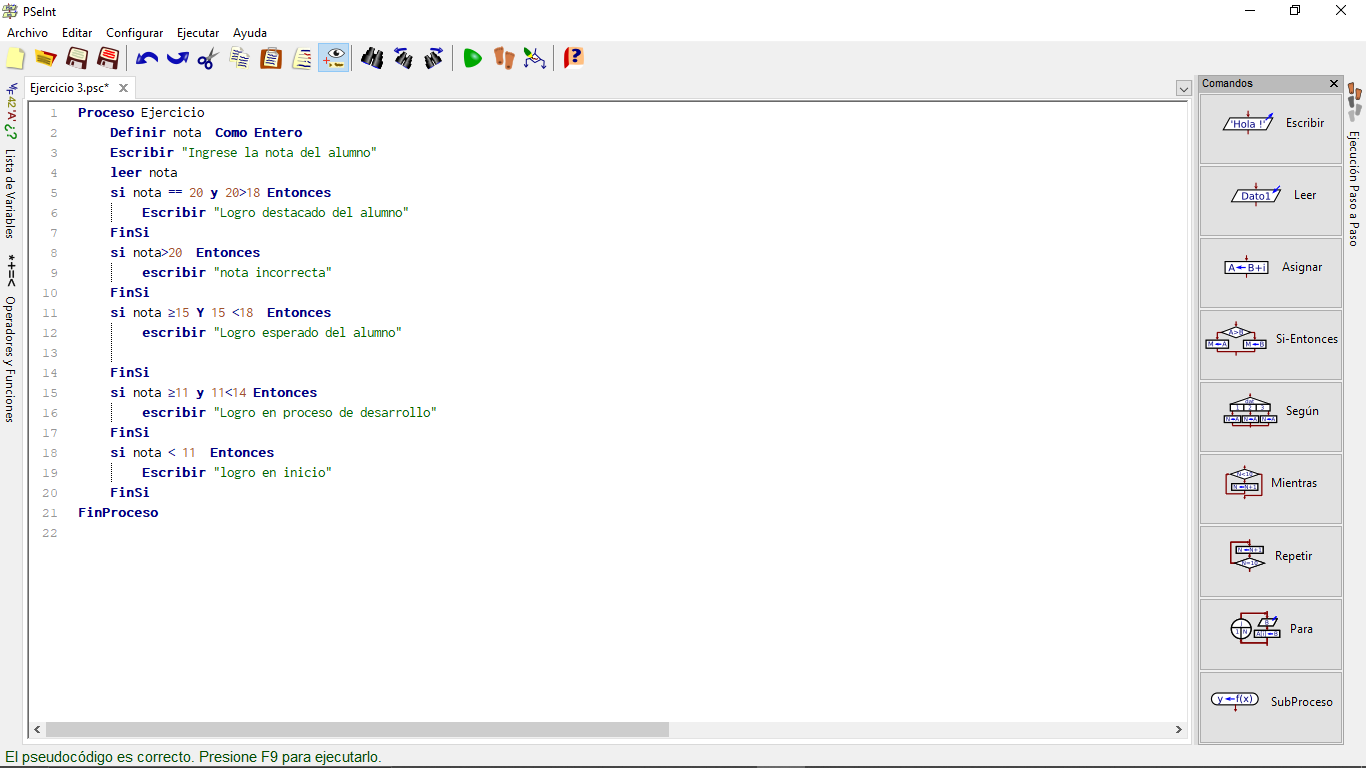 PSeInt
Archivo Editar Configurar Ejecutar Ayuda
Ejercicio 3.psc*
Lista de Variables
Operadores y Funciones
1 Proceso Ejercicio
2 Definir nota Como Entero
3 Escribir "Ingrese la nota del alumno"
4 leer nota
5 si nota == 20 y 20>18 Entonces
6 Escribir "Logro destacado del alumno"
7 FinSi
8 si nota>20 Entonces
9 escribir "nota incorrecta"
10 FinSi
11 si nota ≥15 Y 15 <18 Entonces
12 escribir "Logro esperado del alumno"
13
14 FinSi
15 si nota ≥11 y 11<14 Entonces
16 escribir "Logro en proceso de desarrollo"
17 FinSi
18 si nota < 11 Entonces
19 Escribir "logro en inicio"
20 FinSi
21 FinProceso
22
Comandos
'Hola !' Escribir
Dato1 Leer
A←B+i Asignar
A>B M←A M←B Si-Entonces
Según
Mientras
Repetir
Para
y←f(x) SubProceso
Ejecución Paso a Paso
El pseudocódigo es correcto. Presione F9 para ejecutarlo.